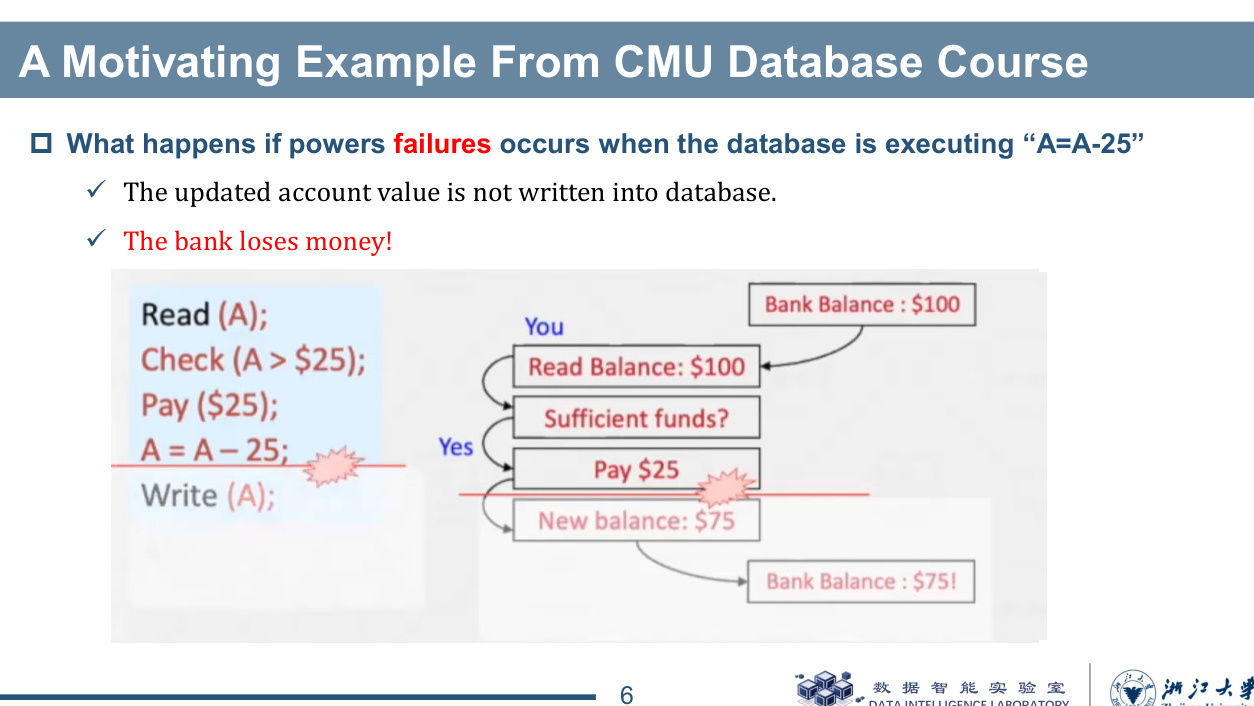 A Motivating Example From CMU Database Course
What happens if powers failures occurs when the database is executing “A=A-25”
✓ The updated account value is not written into database.
✓ The bank loses money!
Read (A);
Check (A > $25);
Pay ($25);
A = A – 25;
Write (A);
Bank Balance : $100
You
Read Balance: $100
Sufficient funds?
Yes
Pay $25
New balance: $75
Bank Balance : $75!
6
数据智能实验室
DATA INTELLIGENCE LABORATORY
浙江大学